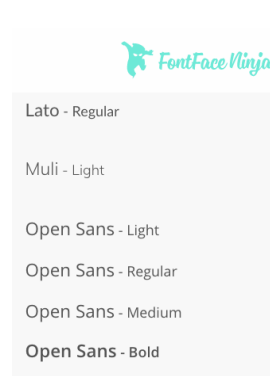 FontFace Ninja
Lato - Regular
Muli - Light
Open Sans - Light
Open Sans - Regular
Open Sans - Medium
Open Sans - Bold